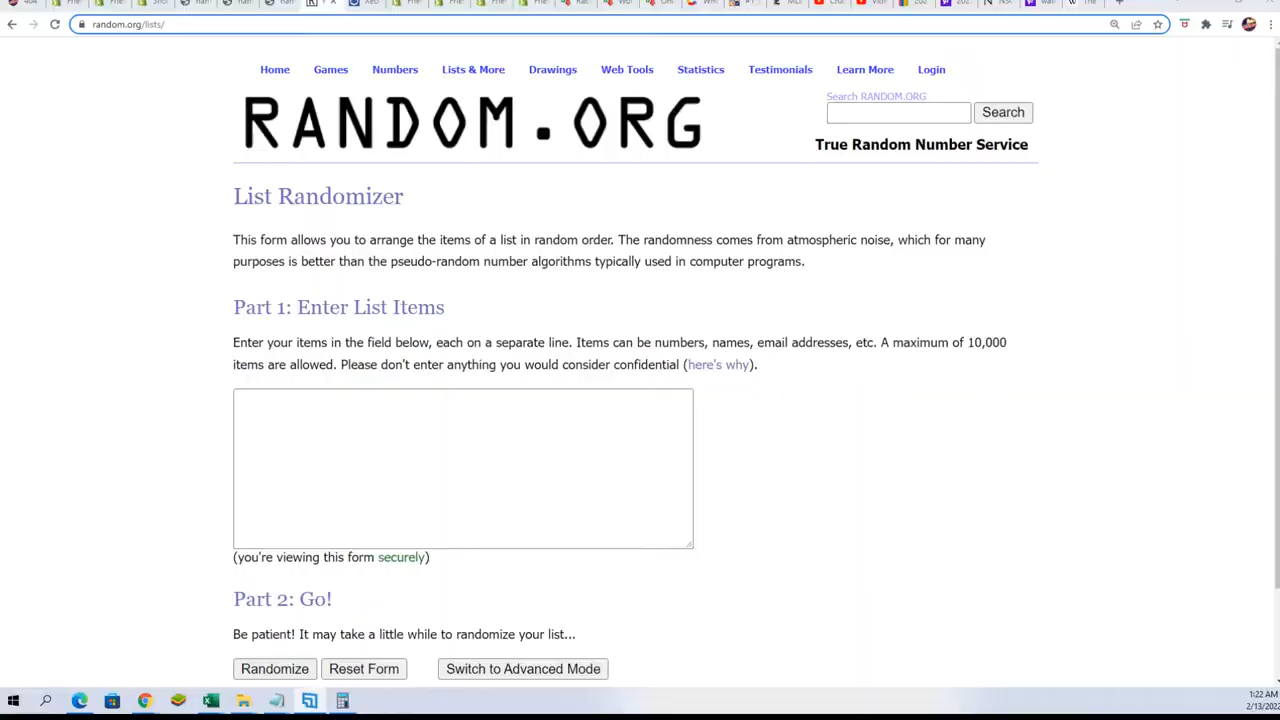 random.org/lists/
Home Games Numbers Lists & More Drawings Web Tools Statistics Testimonials Learn More Login
Search RANDOM.ORG
RANDOM.ORG
Search
True Random Number Service
List Randomizer
This form allows you to arrange the items of a list in random order. The randomness comes from atmospheric noise, which for many
purposes is better than the pseudo-random number algorithms typically used in computer programs.
Part 1: Enter List Items
Enter your items in the field below, each on a separate line. Items can be numbers, names, email addresses, etc. A maximum of 10,000
items are allowed. Please don't enter anything you would consider confidential (here's why).
(you're viewing this form securely)
Part 2: Go!
Be patient! It may take a little while to randomize your list...
Randomize Reset Form Switch to Advanced Mode
1:22 AM